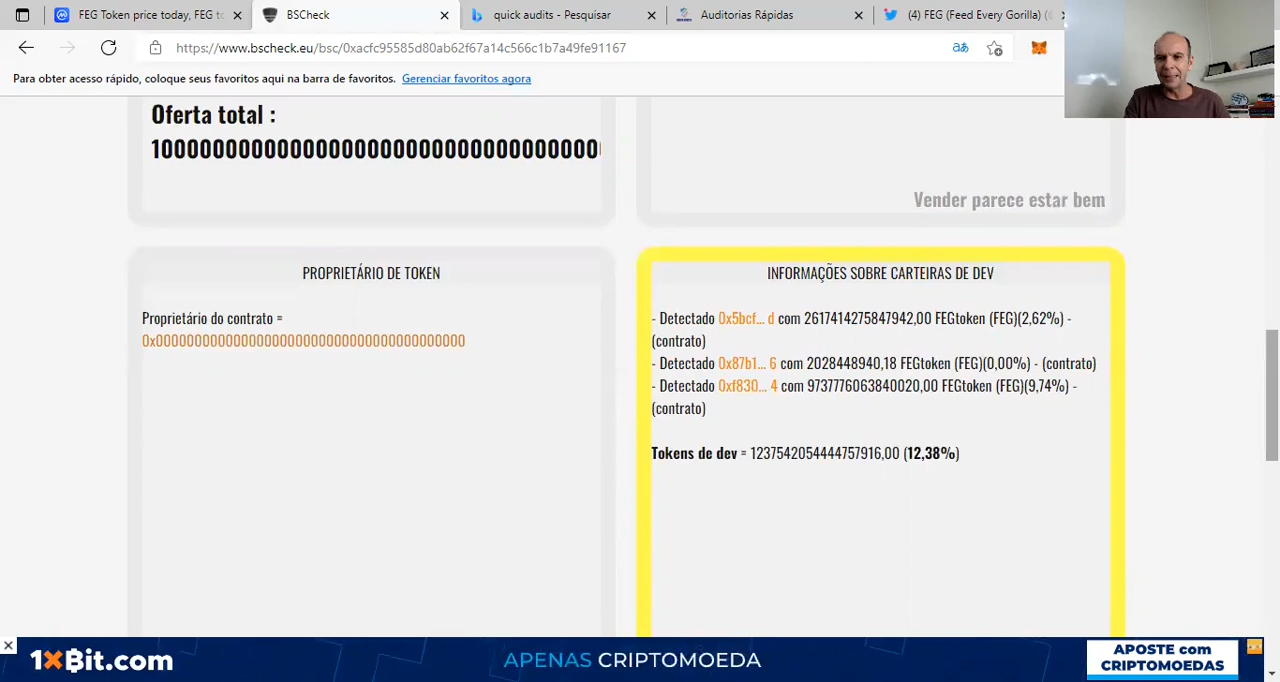 FEG Token price today, FEG to
BSCheck
quick audits - Pesquisar
Auditorias Rápidas
(4) FEG (Feed Every Gorilla) (
https://www.bscheck.eu/bsc/0xacfc95585d80ab62f67a14c566c1b7a49fe91167
Para obter acesso rápido, coloque seus favoritos aqui na barra de favoritos. Gerenciar favoritos agora
Oferta total :
Vender parece estar bem
PROPRIETÁRIO DE TOKEN
Proprietário do contrato =
0x0000000000000000000000000000000000000000
INFORMAÇÕES SOBRE CARTEIRAS DE DEV
- Detectado 0x5bcf... d com 2617414275847942,00 FEGtoken (FEG)(2,62%) -
(contrato)
- Detectado 0x87b1... 6 com 2028448940,18 FEGtoken (FEG)(0,00%) - (contrato)
- Detectado 0xf830... 4 com 9737776063840020,00 FEGtoken (FEG)(9,74%) -
(contrato)
Tokens de dev = 1237542054444757916,00 (12,38%)
1xBit.com
APENAS CRIPTOMOEDA
APOSTE com
CRIPTOMOEDAS